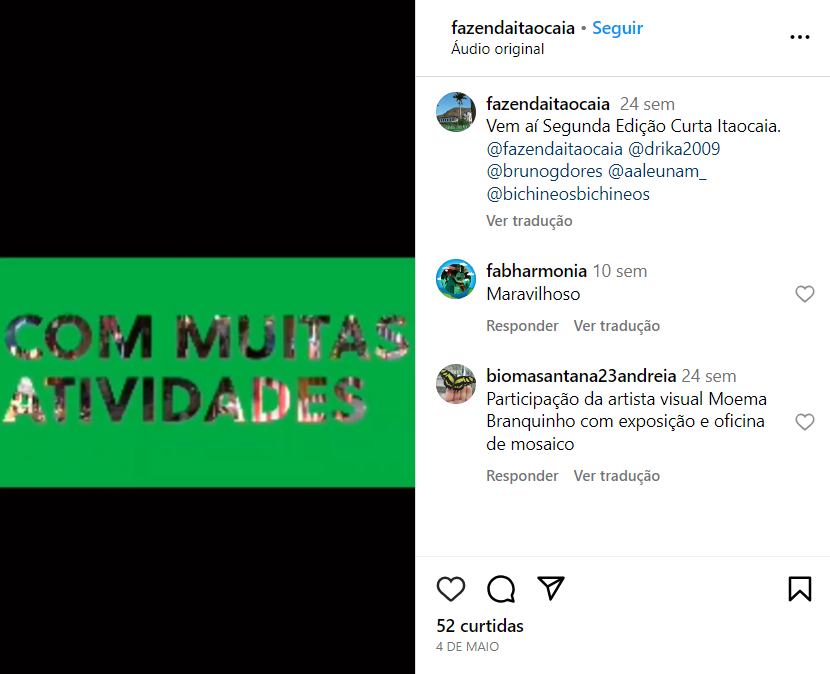 COM MUITAS
ATIVIDADES
fazendaitaocaia • Seguir
Áudio original
fazendaitaocaia 24 sem
Vem aí Segunda Edição Curta Itaocaia.
@fazendaitaocaia @drika2009
@brunogdores @aaleunam_
@bichineosbichineos
Ver tradução
fabharmonia 10 sem
Maravilhoso
Responder Ver tradução
biomasantana23andreia 24 sem
Participação da artista visual Moema
Branquinho com exposição e oficina
de mosaico
Responder Ver tradução
52 curtidas
4 DE MAIO